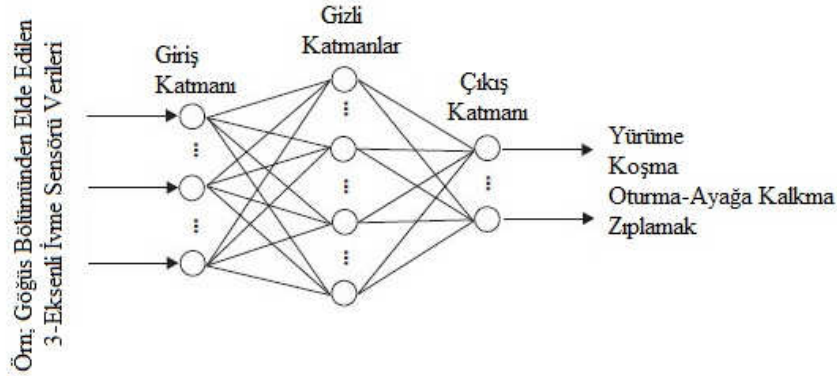 Örn; Göğüs Bölümünden Elde Edilen
3-Eksenli İvme Sensörü Verileri
Giriş
Katmanı
Gizli
Katmanlar
Çıkış
Katmanı
Yürüme
Koşma
Oturma-Ayağa Kalkma
Zıplamak